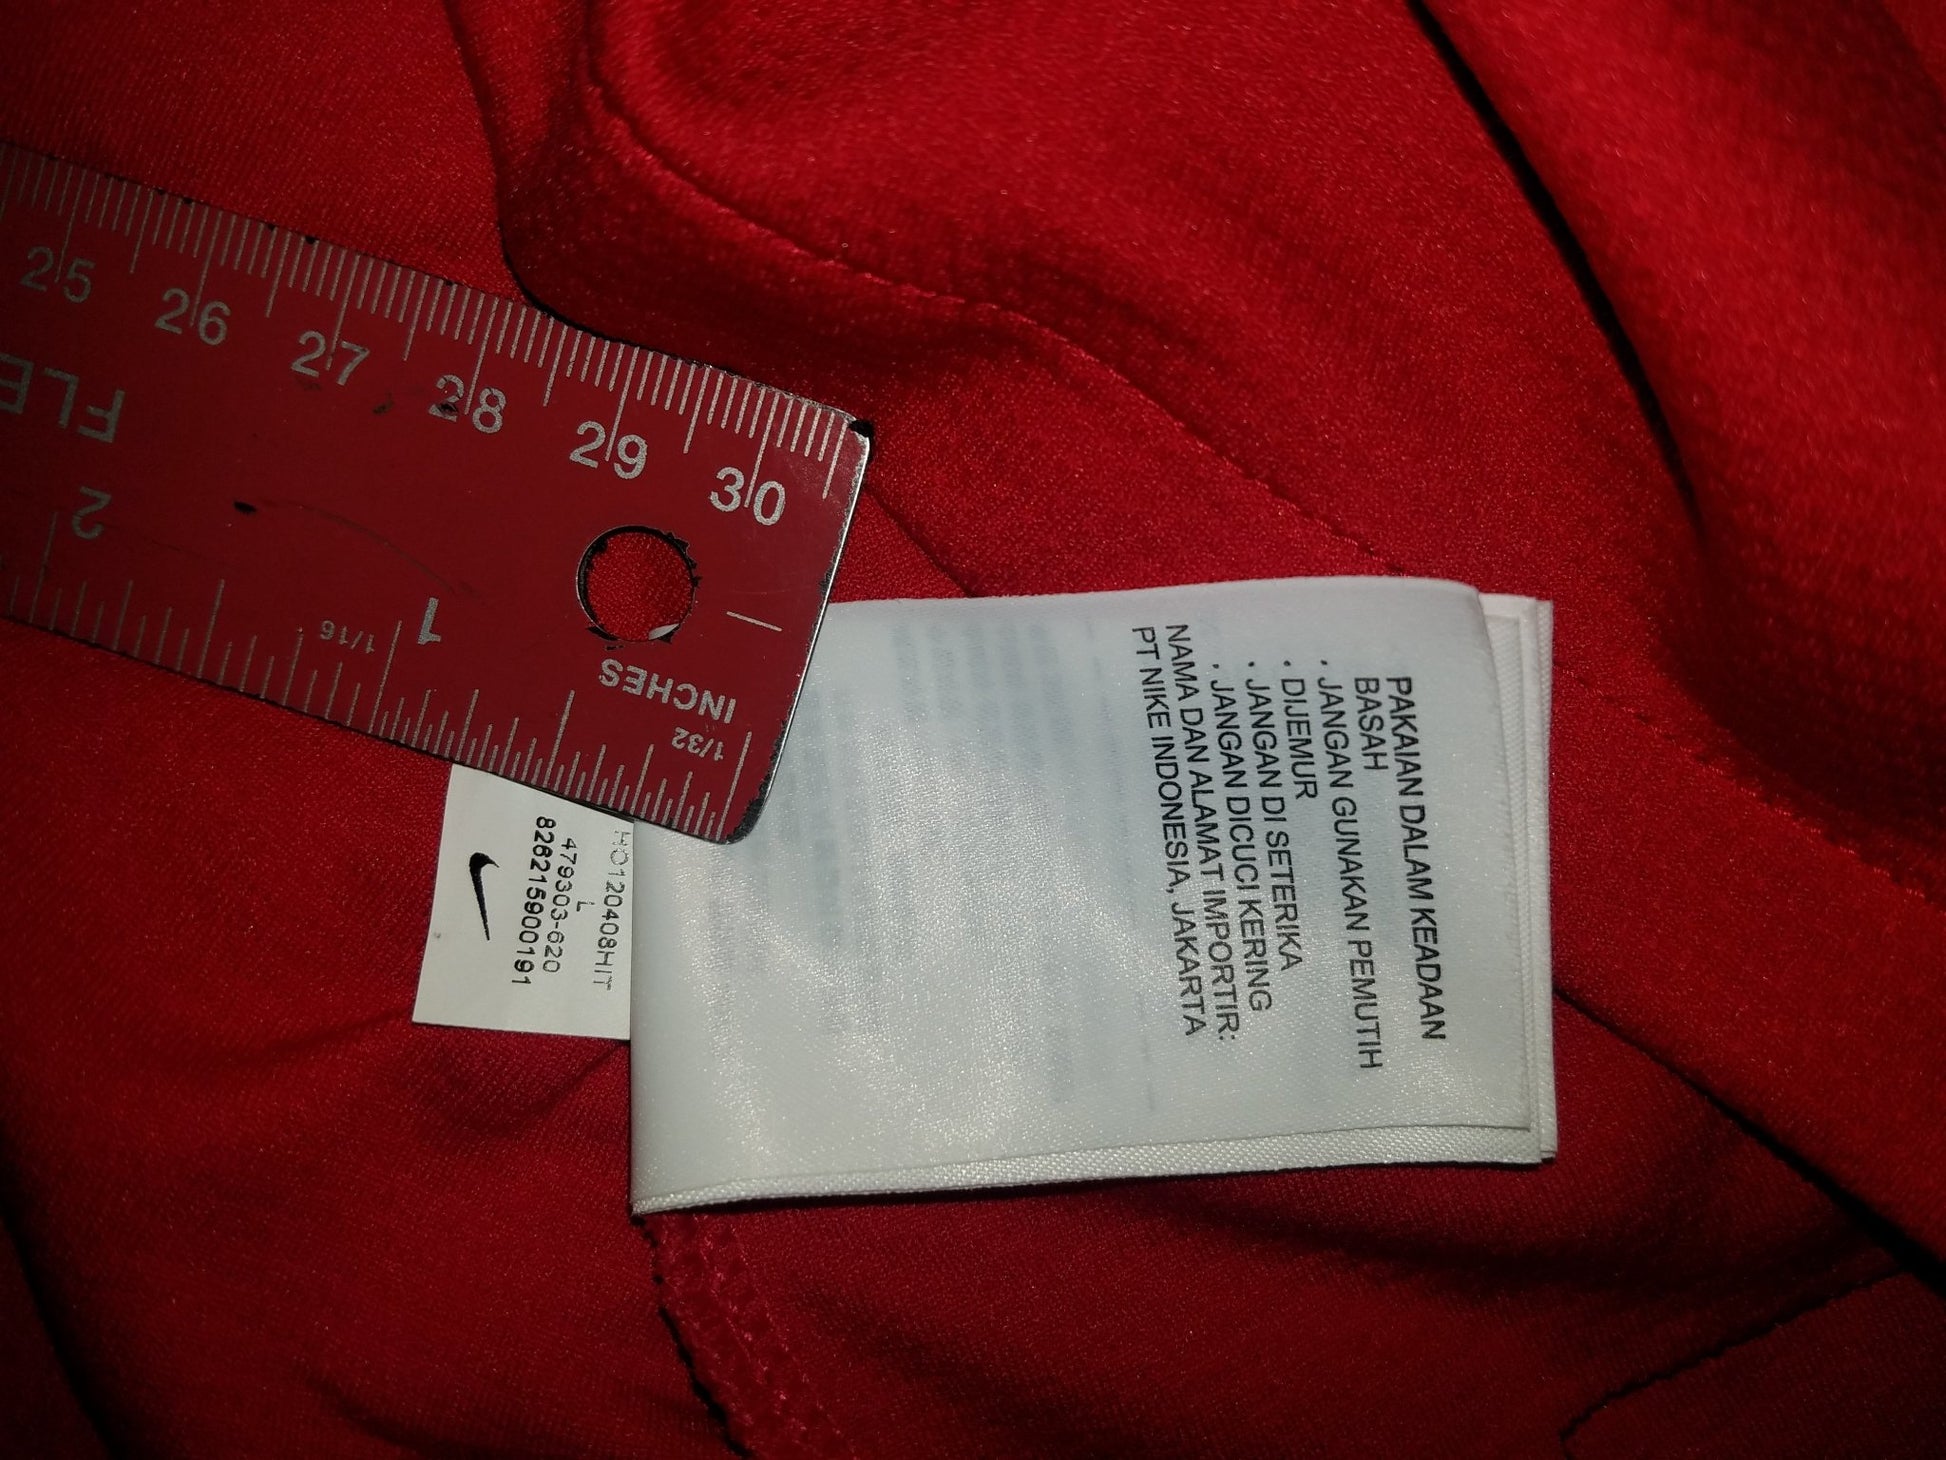 25 26 27 28 29 30
FLE
2 1
1/16
INCHES
1/32
HO120408HIT
L
479303-620
828215900191
PAKAIAN DALAM KEADAAN
BASAH
. JANGAN GUNAKAN PEMUTIH
. DIJEMUR
. JANGAN DI SETERIKA
. JANGAN DICUCI KERING
NAMA DAN ALAMAT IMPORTIR:
PT NIKE INDONESIA, JAKARTA